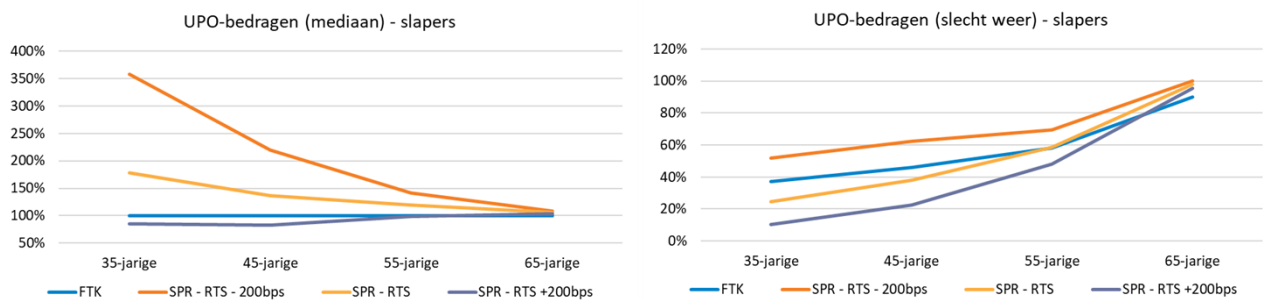 UPO-bedragen (mediaan) - slapers
400%
350%
300%
250%
200%
150%
100%
50%
35-jarige 45-jarige 55-jarige 65-jarige
FTK SPR - RTS - 200bps SPR - RTS SPR - RTS +200bps
UPO-bedragen (slecht weer) - slapers
120%
100%
80%
60%
40%
20%
0%
35-jarige 45-jarige 55-jarige 65-jarige
FTK SPR - RTS - 200bps SPR - RTS SPR - RTS +200bps